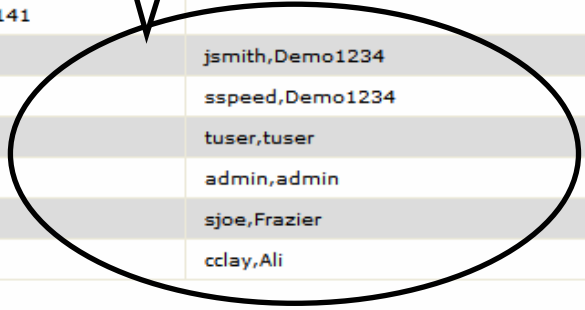 141
jsmith,Demo1234
sspeed,Demo1234
tuser,tuser
admin,admin
sjoe,Frazier
cclay,Ali